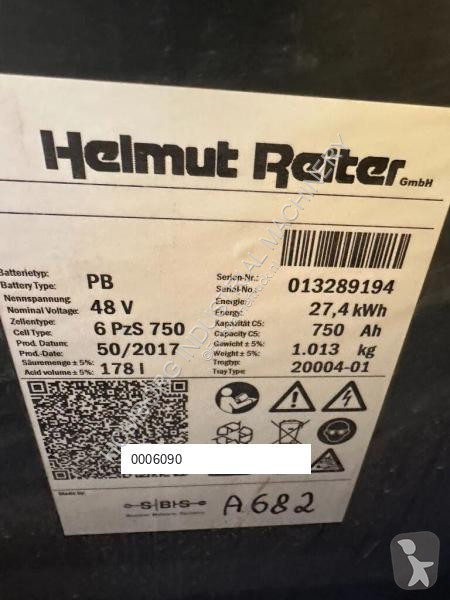 Helmut Reiter GmbH
Batterietyp:
Battery Type: PB
Nennspannung:
Nominal Voltage: 48 V
Zellentype:
Cell Type: 6 PzS 750
Prod. Datum:
Prod.-Date: 50/2017
Säuremenge ± 5%:
Acid volume ± 5%: 178 l
Serien-Nr.:
Serial-No.: 013289194
Energie:
Energy: 27,4 kWh
Kapazität C5:
Capacity C5: 750 Ah
Gewicht ± 5%:
Weight ± 5%: 1.013 kg
Trogtyp:
Tray Type: 20004-01
0006090
Made by:
SBS
A682